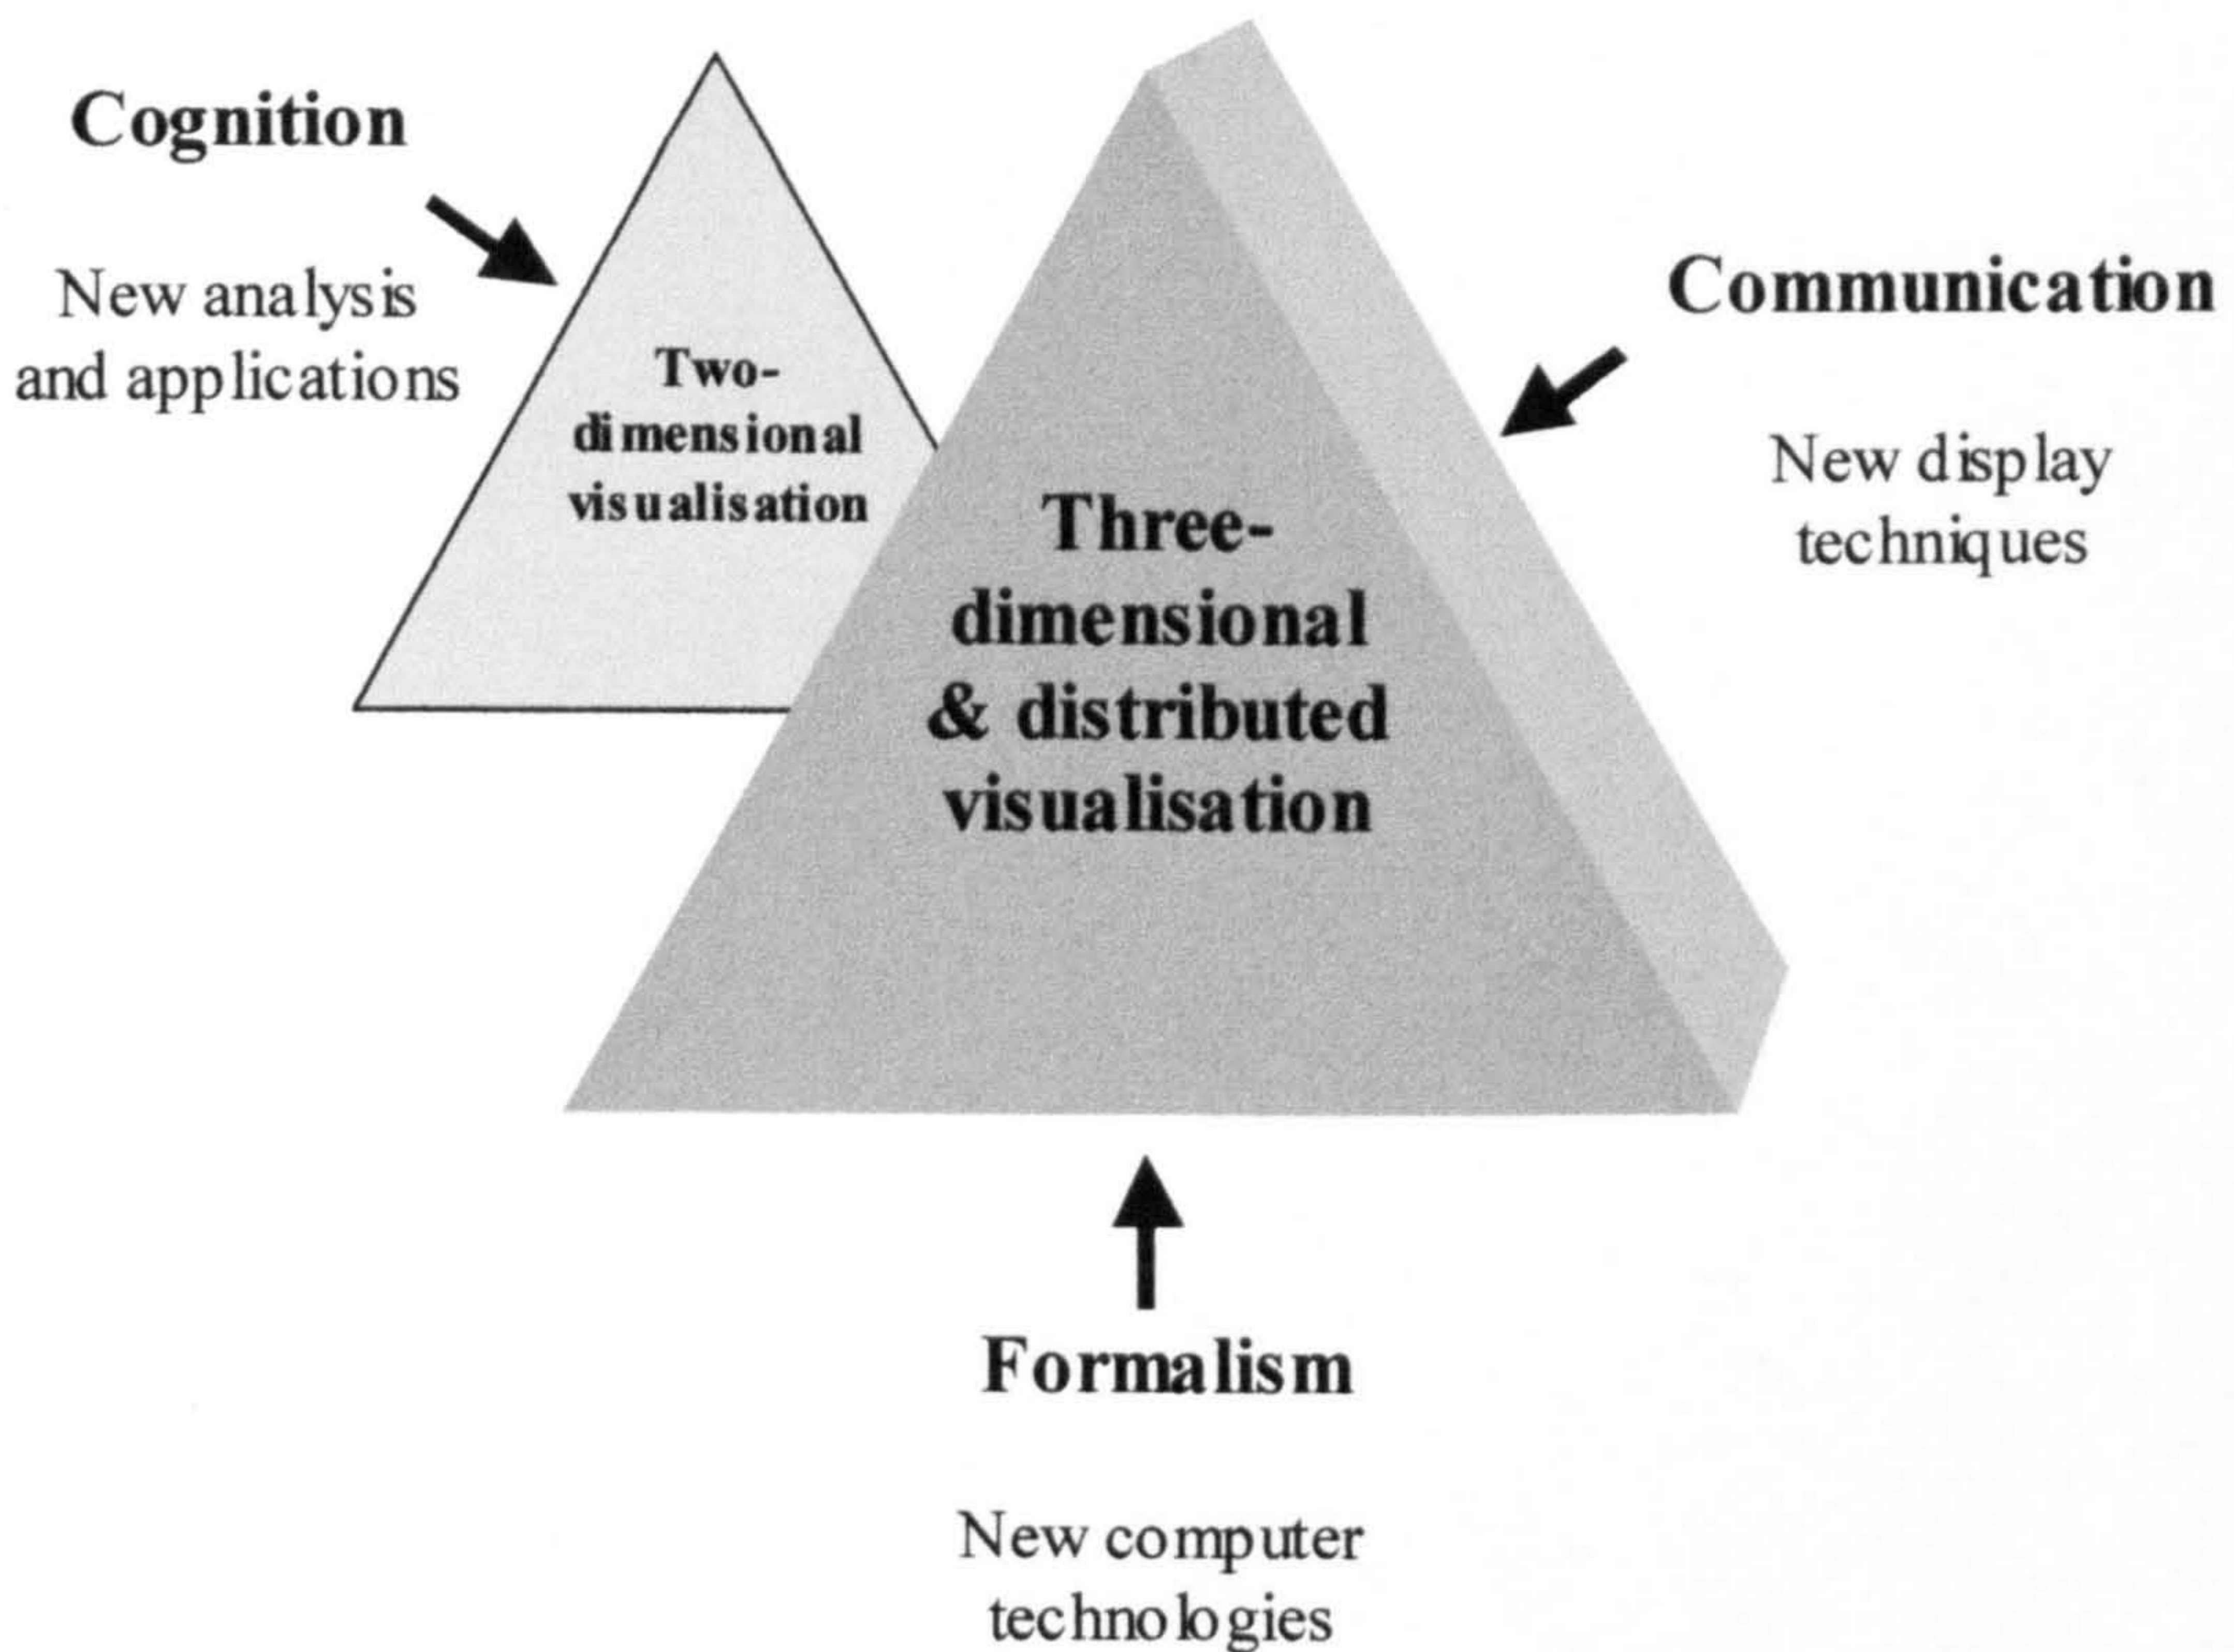 Cognition
New analysis
and applications
Two-
dimensional
visualisation
Three-
dimensional
& distributed
visualisation
Communication
New display
techniques
Formalism
New computer
technologies